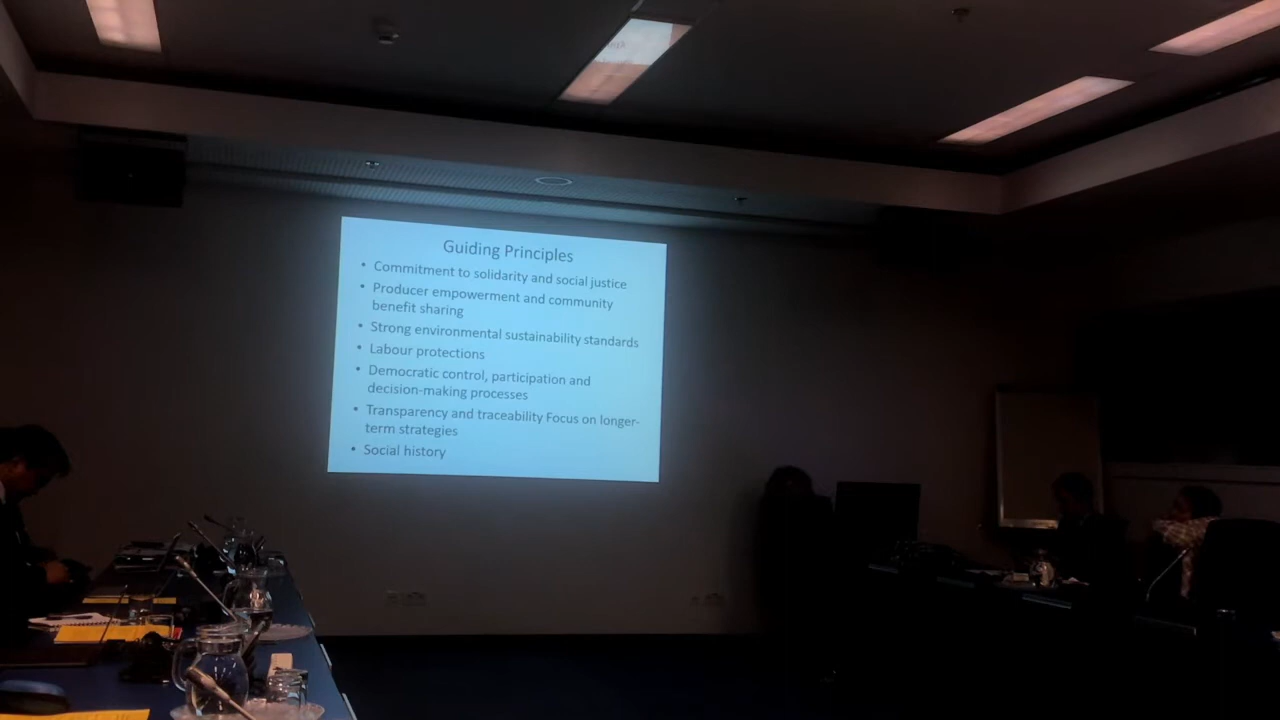 Guiding Principles
• Commitment to solidarity and social justice
• Producer empowerment and community
benefit sharing
• Strong environmental sustainability standards
• Labour protections
• Democratic control, participation and
decision-making processes
• Transparency and traceability Focus on longer-
term strategies
• Social history